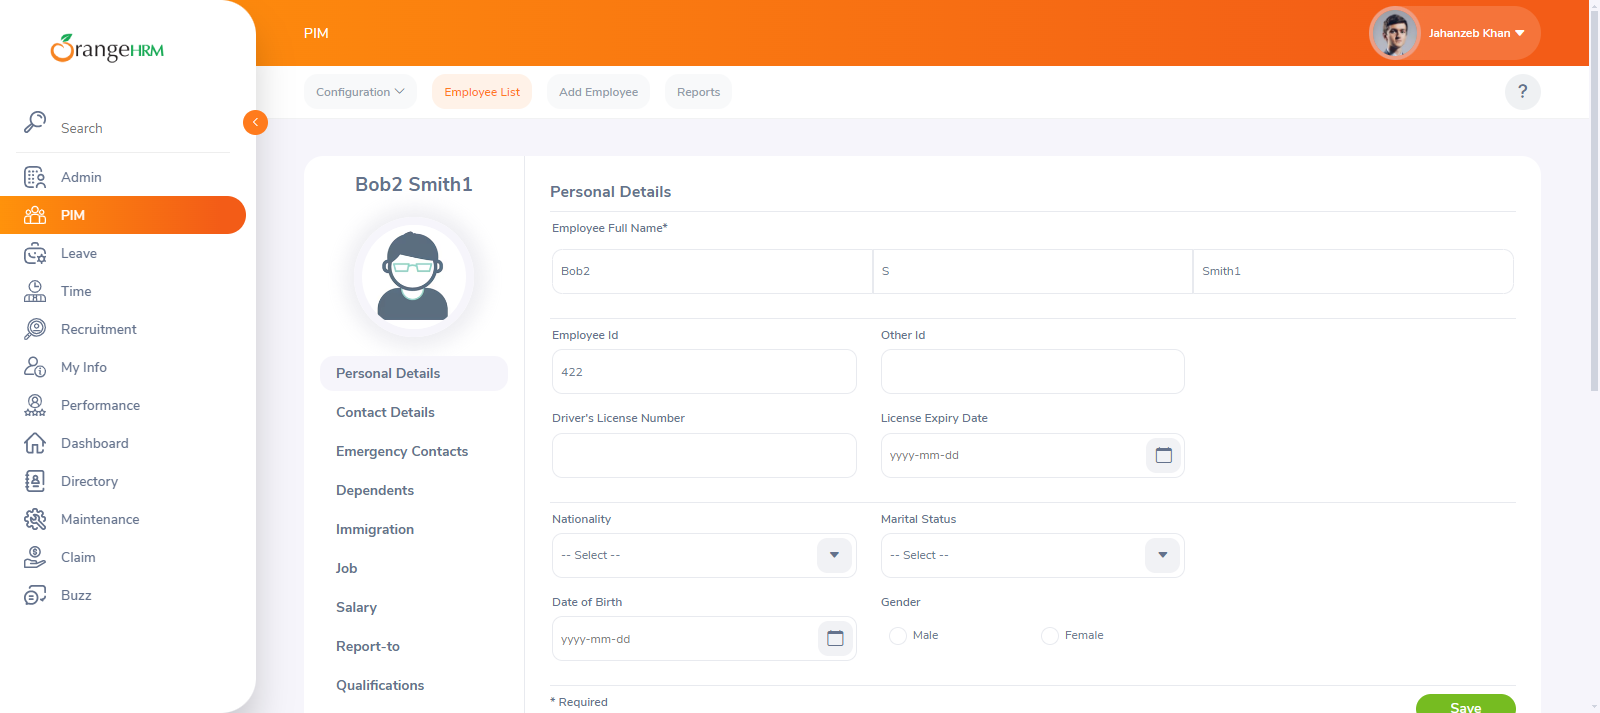 OrangeHRM
PIM
Jahanzeb Khan
Configuration
Employee List
Add Employee
Reports
?
Search
Admin
PIM
Leave
Time
Recruitment
My Info
Performance
Dashboard
Directory
Maintenance
Claim
Buzz
Bob2 Smith1
Personal Details
Contact Details
Emergency Contacts
Dependents
Immigration
Job
Salary
Report-to
Qualifications
Personal Details
Employee Full Name*
Bob2 S Smith1
Employee Id Other Id
422
Driver's License Number License Expiry Date
yyyy-mm-dd
Nationality Marital Status
-- Select -- -- Select --
Date of Birth Gender
yyyy-mm-dd Male Female
* Required
Save